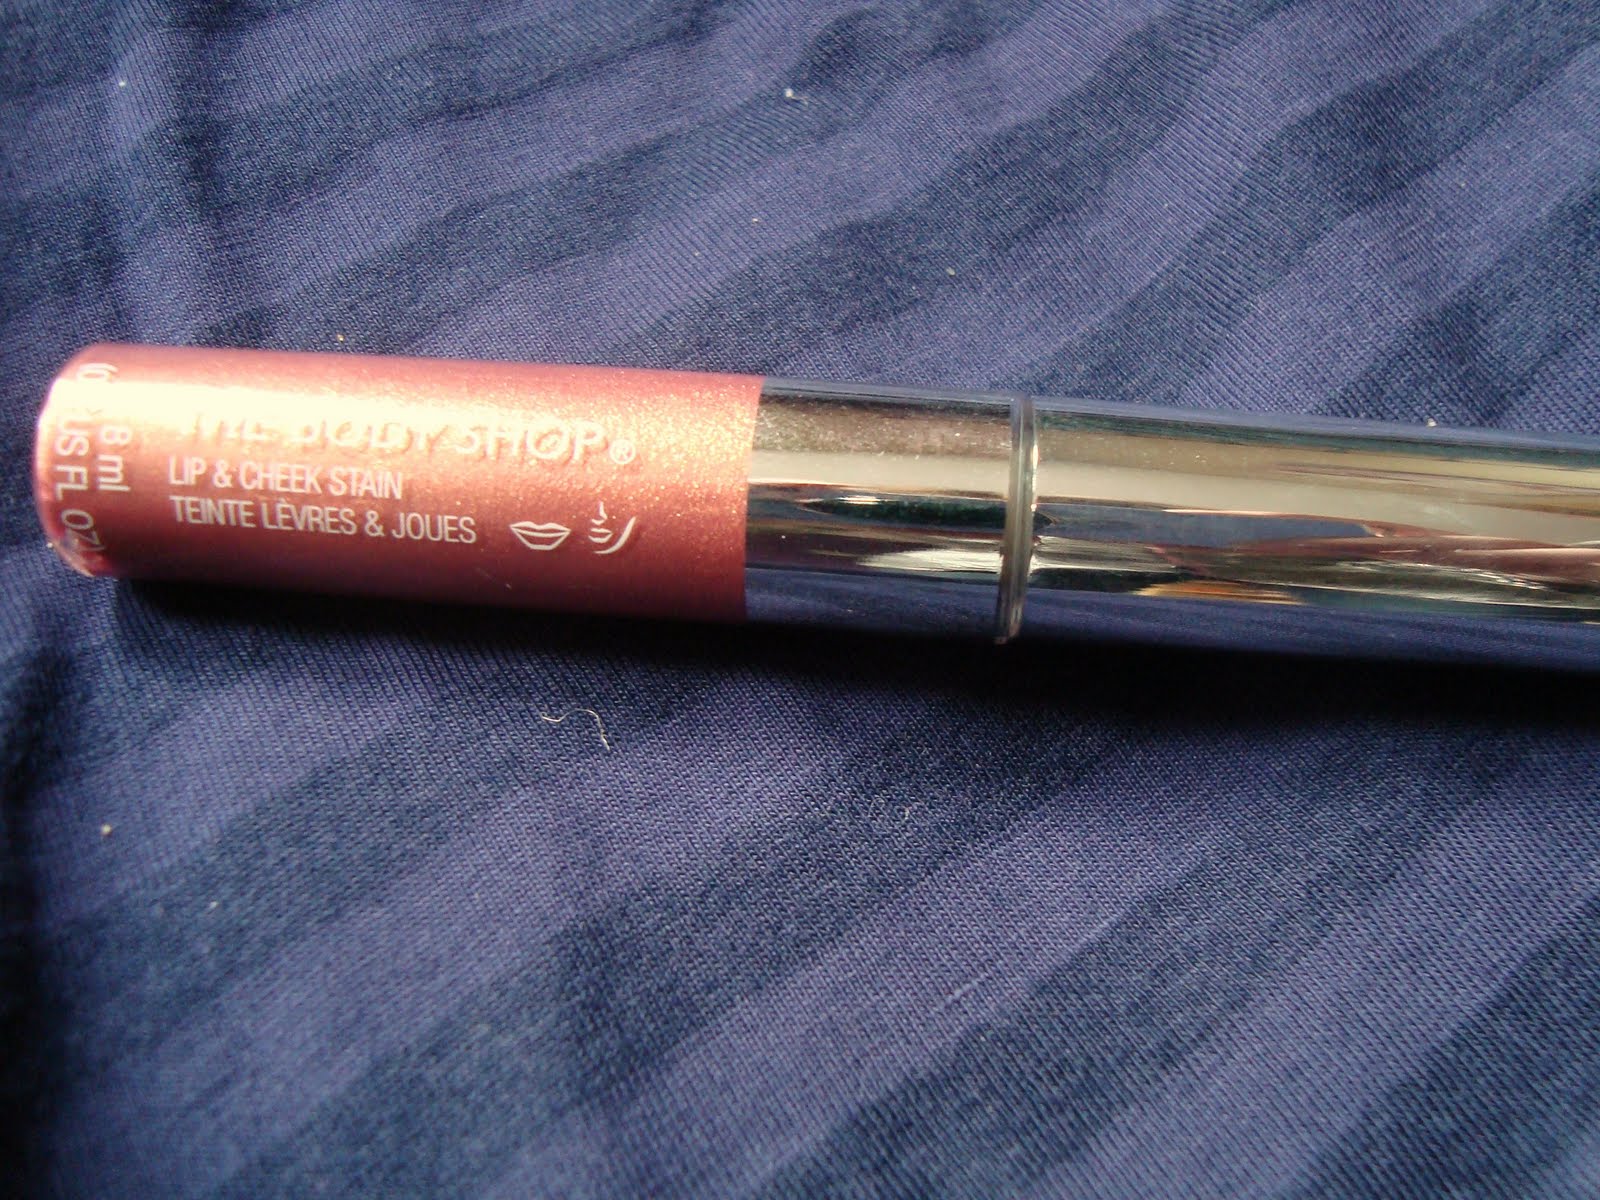 THE BODY SHOP®
LIP & CHEEK STAIN
TEINTE LÈVRES & JOUES
8 ml
US FL OZ)